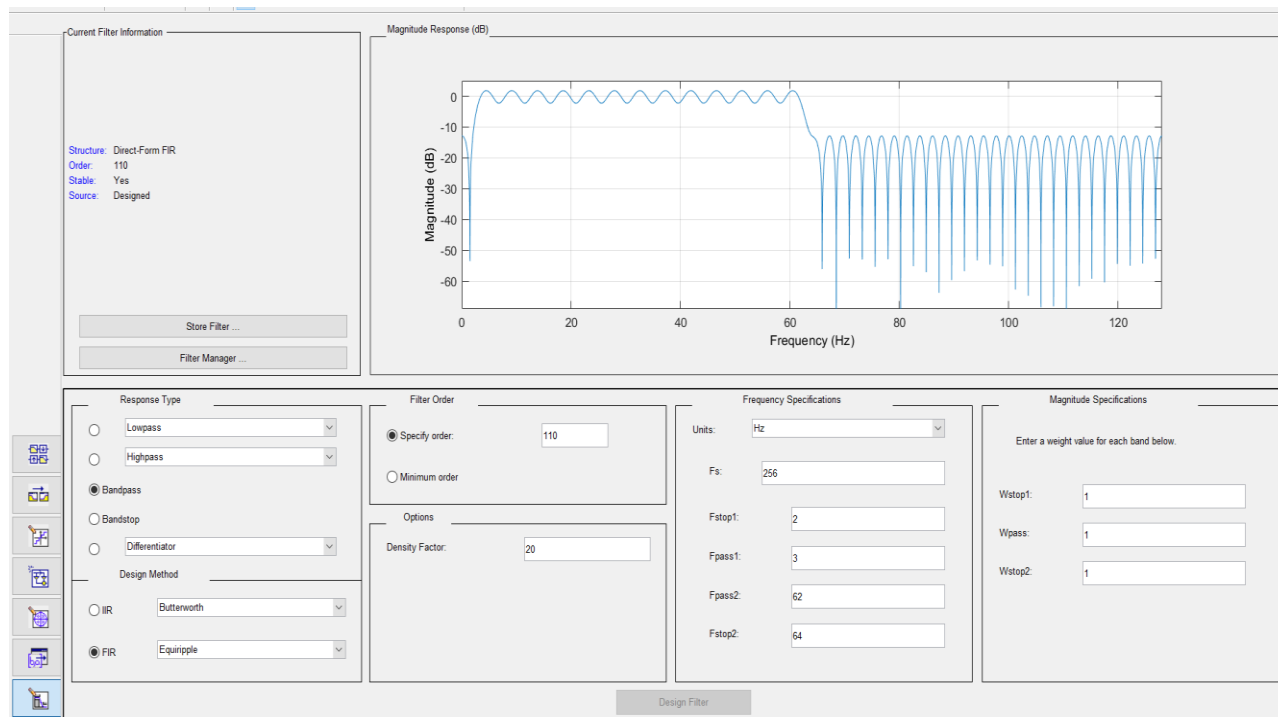 Current Filter Information
Structure: Direct-Form FIR
Order: 110
Stable: Yes
Source: Designed
Store Filter ...
Filter Manager ...
Magnitude Response (dB)
0
-10
-20
-30
-40
-50
-60
Magnitude (dB)
0 20 40 60 80 100 120
Frequency (Hz)
Response Type
Lowpass
Highpass
Bandpass
Bandstop
Differentiator
Design Method
IIR Butterworth
FIR Equiripple
Filter Order
Specify order: 110
Minimum order
Options
Density Factor: 20
Frequency Specifications
Units: Hz
Fs: 256
Fstop1: 2
Fpass1: 3
Fpass2: 62
Fstop2: 64
Magnitude Specifications
Enter a weight value for each band below.
Wstop1: 1
Wpass: 1
Wstop2: 1
Design Filter